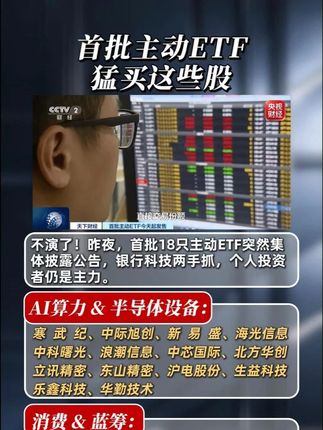 首批主动ETF
猛买这些股
CCTV 2
财经
央视
财经
直接交易份额
天下财经
首批主动ETF今天起发售
不演了！昨夜，首批18只主动ETF突然集
体披露公告，银行科技两手抓，个人投资
者仍是主力。
AI算力 & 半导体设备：
寒武纪、中际旭创、新易盛、海光信息
中科曙光、浪潮信息、中芯国际、北方华创
立讯精密、东山精密、沪电股份、生益科技
乐鑫科技、华勤技术
消费 & 蓝筹：